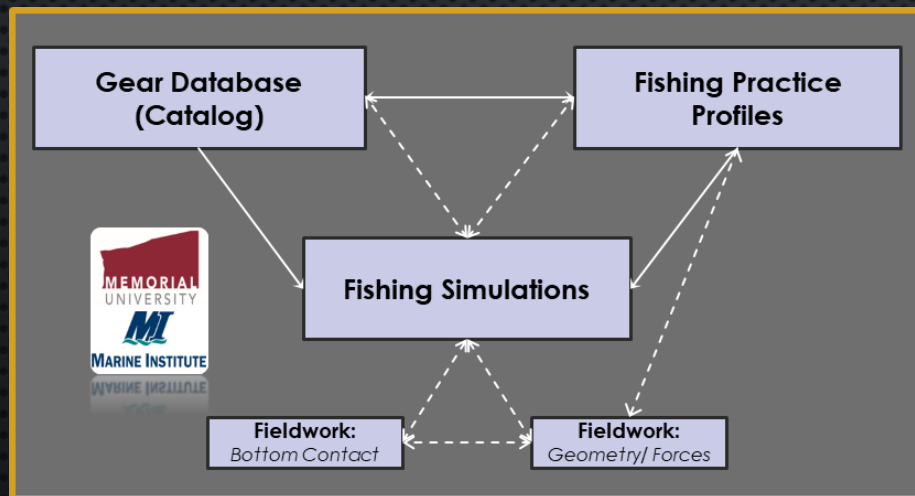 Gear Database
(Catalog)
Fishing Practice
Profiles
Fishing Simulations
MEMORIAL
UNIVERSITY
MI
MARINE INSTITUTE
Fieldwork:
Bottom Contact
Fieldwork:
Geometry/ Forces